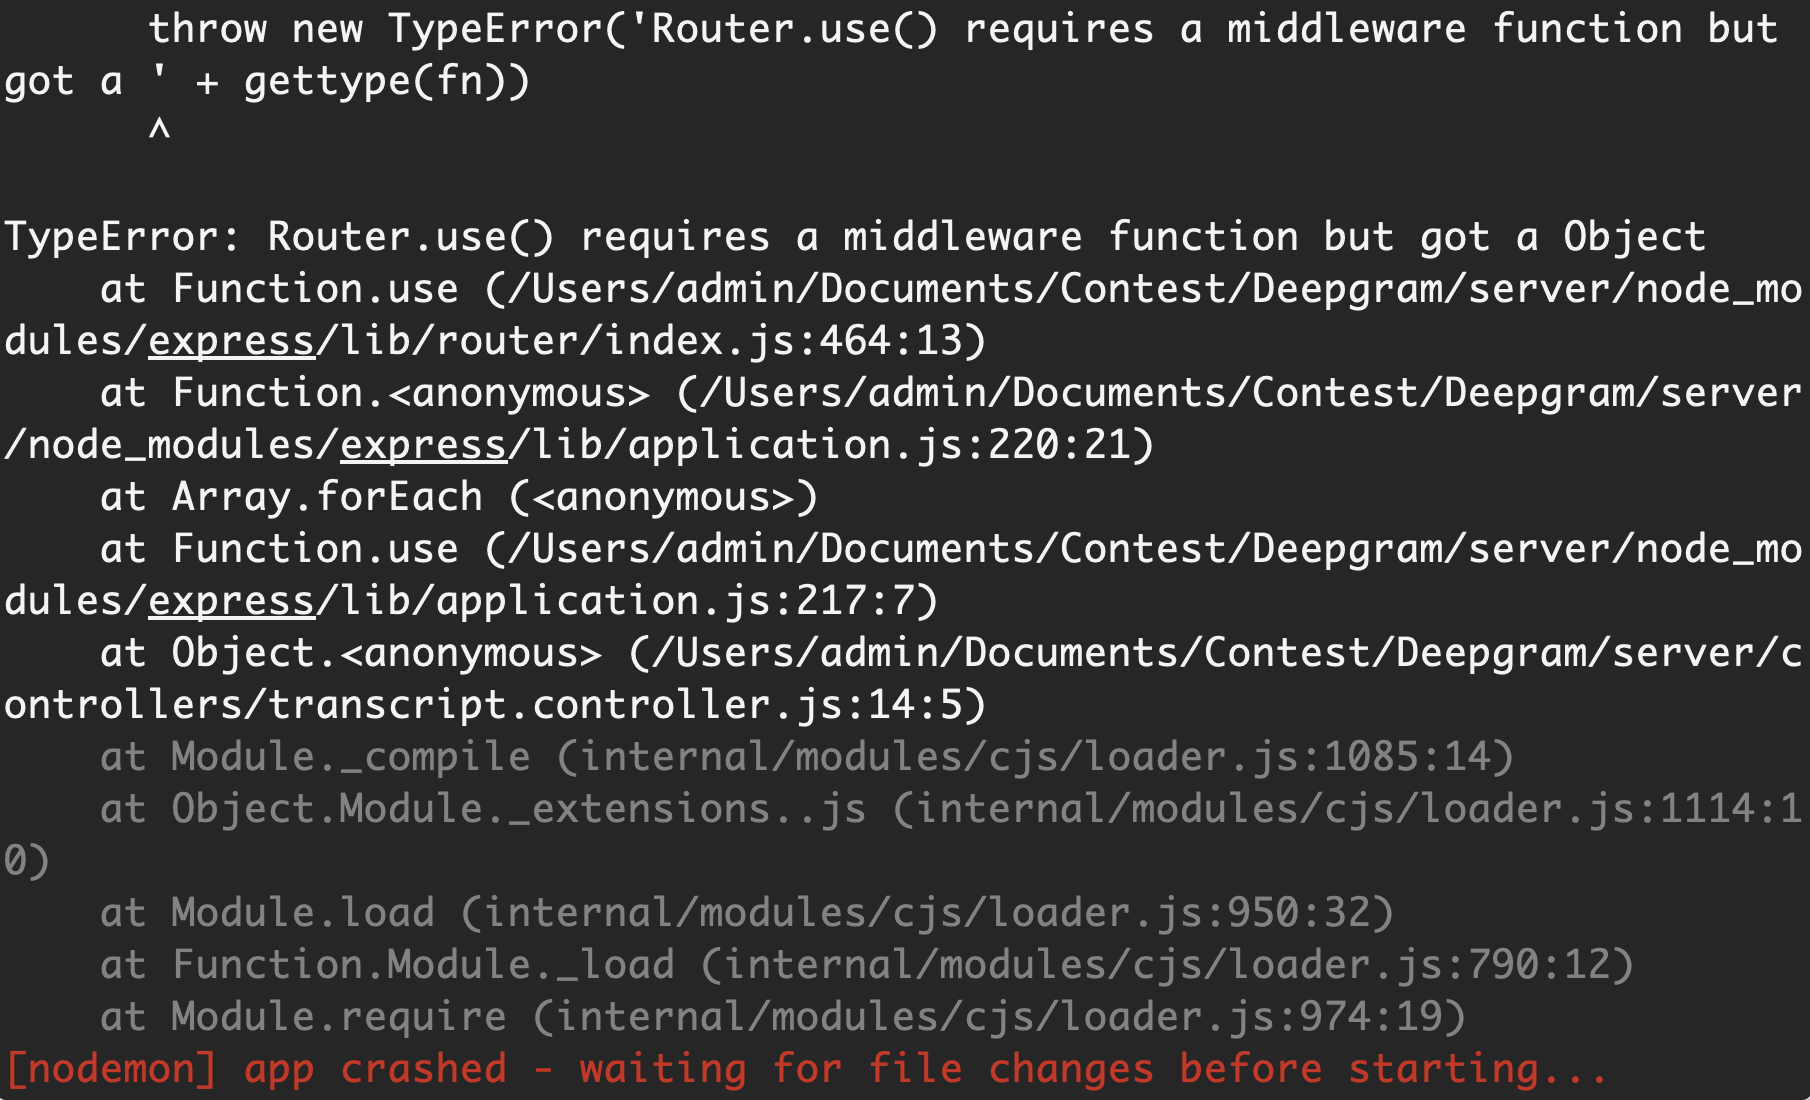 throw new TypeError('Router.use() requires a middleware function but
got a ' + gettype(fn))
      ^

TypeError: Router.use() requires a middleware function but got a Object
    at Function.use (/Users/admin/Documents/Contest/Deepgram/server/node_mo
dules/express/lib/router/index.js:464:13)
    at Function.<anonymous> (/Users/admin/Documents/Contest/Deepgram/server
/node_modules/express/lib/application.js:220:21)
    at Array.forEach (<anonymous>)
    at Function.use (/Users/admin/Documents/Contest/Deepgram/server/node_mo
dules/express/lib/application.js:217:7)
    at Object.<anonymous> (/Users/admin/Documents/Contest/Deepgram/server/c
ontrollers/transcript.controller.js:14:5)
    at Module._compile (internal/modules/cjs/loader.js:1085:14)
    at Object.Module._extensions..js (internal/modules/cjs/loader.js:1114:1
0)
    at Module.load (internal/modules/cjs/loader.js:950:32)
    at Function.Module._load (internal/modules/cjs/loader.js:790:12)
    at Module.require (internal/modules/cjs/loader.js:974:19)
[nodemon] app crashed - waiting for file changes before starting...